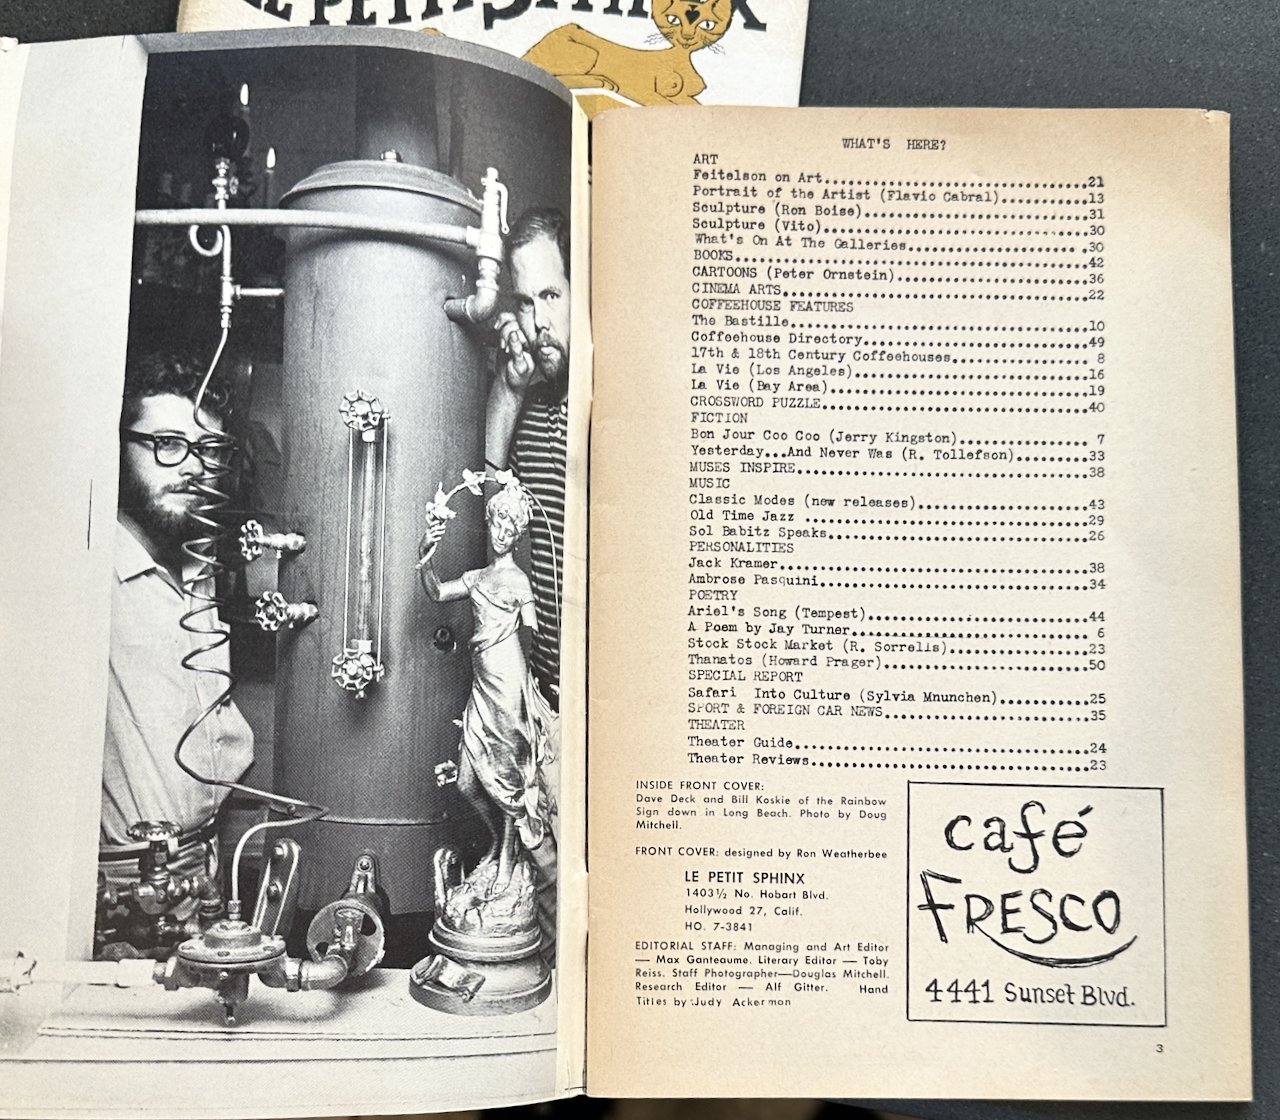 LE PETIT SPHINX
WHAT'S HERE?
ART
Feitelson on Art..............................21
Portrait of the Artist (Flavio Cabral)..........13
Sculpture (Ron Boise)..........................31
Sculpture (Vito)..............................30
What's On At The Galleries.....................30
BOOKS..........................................42
CARTOONS (Peter Ornstein)......................36
CINEMA ARTS....................................22
COFFEEHOUSE FEATURES
The Bastille...................................10
Coffeehouse Directory..........................49
17th & 18th Century Coffeehouses............... 8
La Vie (Los Angeles)...........................16
La Vie (Bay Area)..............................19
CROSSWORD PUZZLE...............................40
FICTION
Bon Jour Coo Coo (Jerry Kingston).............. 7
Yesterday...And Never Was (R. Tollefson)........33
MUSES INSPIRE..................................38
MUSIC
Classic Modes (new releases)...................43
Old Time Jazz .................................29
Sol Babitz Speaks..............................26
PERSONALITIES
Jack Kramer....................................38
Ambrose Pasquini...............................34
POETRY
Ariel's Song (Tempest).........................44
A Poem by Jay Turner........................... 6
Stock Stock Market (R. Sorrells)...............23
Thanatos (Howard Prager).......................50
SPECIAL REPORT
Safari Into Culture (Sylvia Mnunchen)..........25
SPORT & FOREIGN CAR NEWS.......................35
THEATER
Theater Guide..................................24
Theater Reviews................................23
INSIDE FRONT COVER:
Dave Deck and Bill Koskie of the Rainbow
Sign down in Long Beach. Photo by Doug
Mitchell.
FRONT COVER: designed by Ron Weatherbee
LE PETIT SPHINX
1403½ No. Hobart Blvd.
Hollywood 27, Calif.
HO. 7-3841
EDITORIAL STAFF: Managing and Art Editor
— Max Ganteaume. Literary Editor — Toby
Reiss. Staff Photographer—Douglas Mitchell.
Research Editor — Alf Gitter. Hand
Titles by Judy Ackerman
café
FRESCO
4441 Sunset Blvd.
3